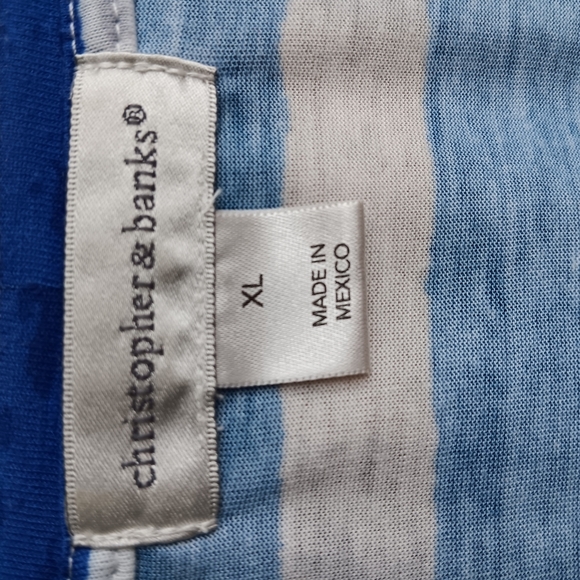 christopher & banks®
XL
MADE IN
MEXICO